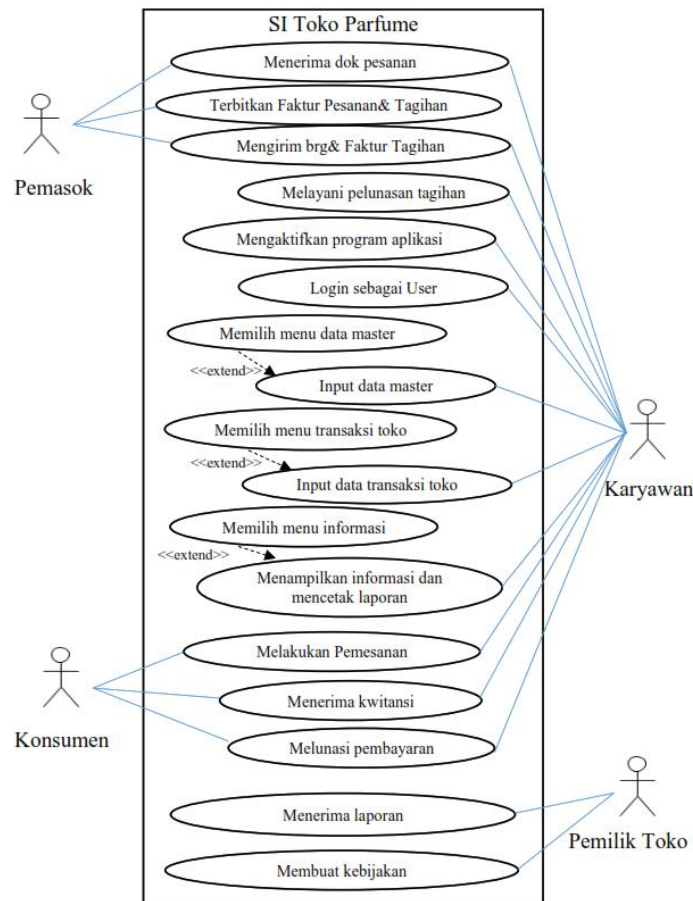 SI Toko Parfume
Menerima dok pesanan
Terbitkan Faktur Pesanan& Tagihan
Mengirim brg& Faktur Tagihan
Pemasok
Melayani pelunasan tagihan
Mengaktifkan program aplikasi
Login sebagai User
Memilih menu data master
<<extend>>
Input data master
Memilih menu transaksi toko
<<extend>>
Input data transaksi toko
Karyawan
Memilih menu informasi
<<extend>>
Menampilkan informasi dan
mencetak laporan
Melakukan Pemesanan
Menerima kwitansi
Konsumen
Melunasi pembayaran
Menerima laporan
Pemilik Toko
Membuat kebijakan